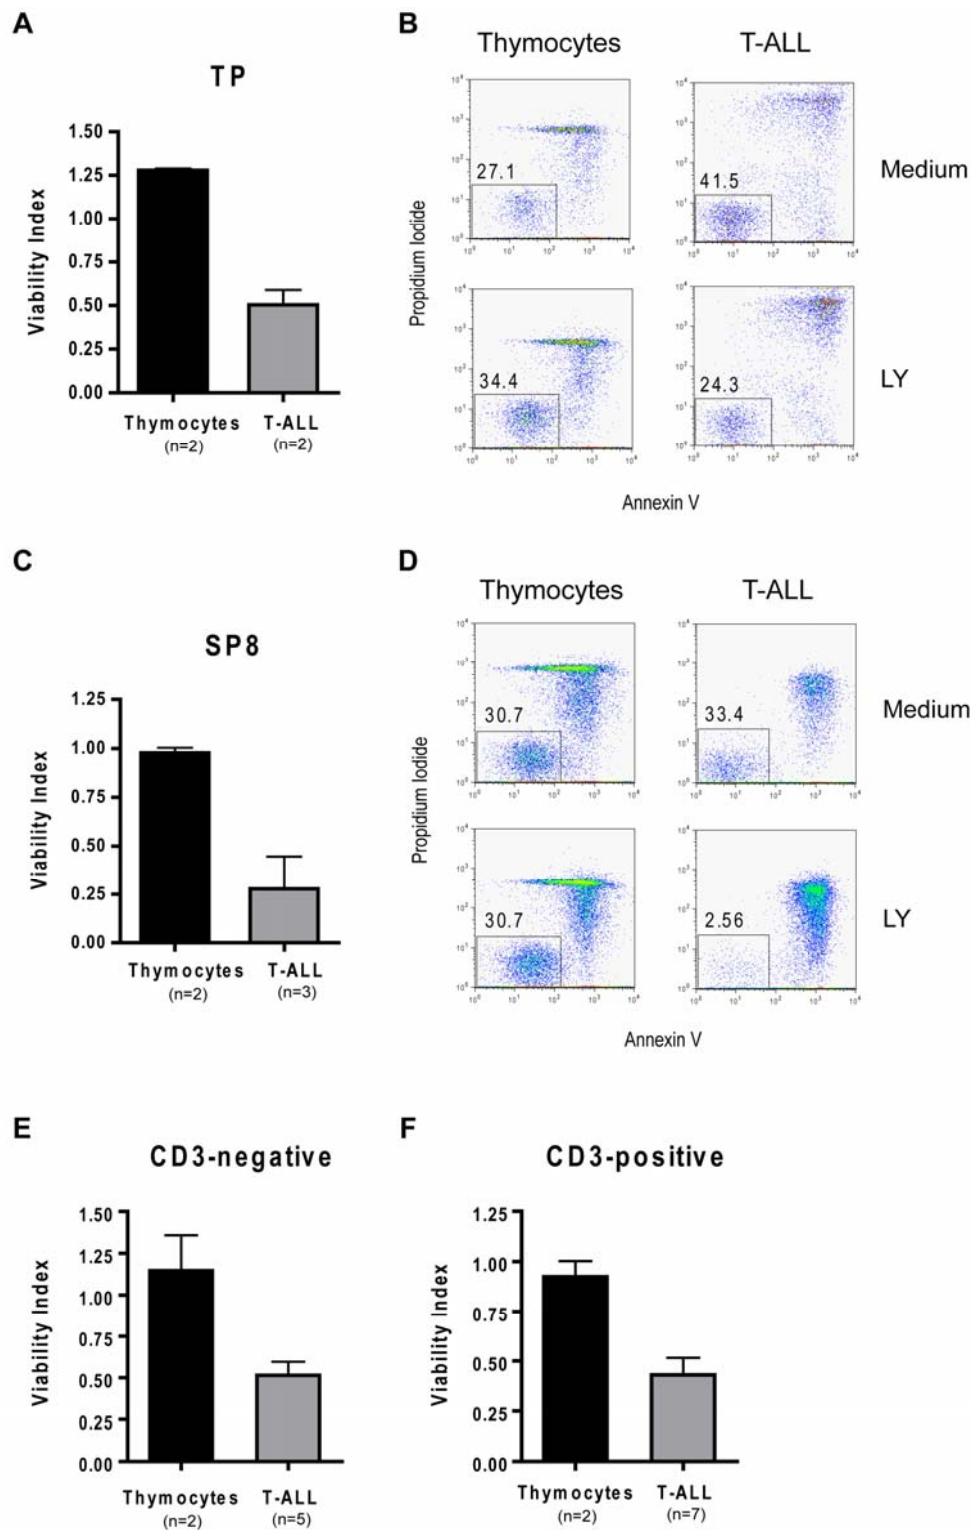 A
TP
Viability Index
1.50
1.25
1.00
0.75
0.50
0.25
0.00
Thymocytes T-ALL
(n=2) (n=2)
B
Thymocytes T-ALL
Propidium Iodide
27.1
41.5
Medium
34.4
24.3
LY
Annexin V
C
SP8
Viability Index
1.25
1.00
0.75
0.50
0.25
0.00
Thymocytes T-ALL
(n=2) (n=3)
D
Thymocytes T-ALL
Propidium Iodide
30.7
33.4
Medium
30.7
2.56
LY
Annexin V
E
CD3-negative
Viability Index
1.50
1.25
1.00
0.75
0.50
0.25
0.00
Thymocytes T-ALL
(n=2) (n=5)
F
CD3-positive
Viability Index
1.25
1.00
0.75
0.50
0.25
0.00
Thymocytes T-ALL
(n=2) (n=7)